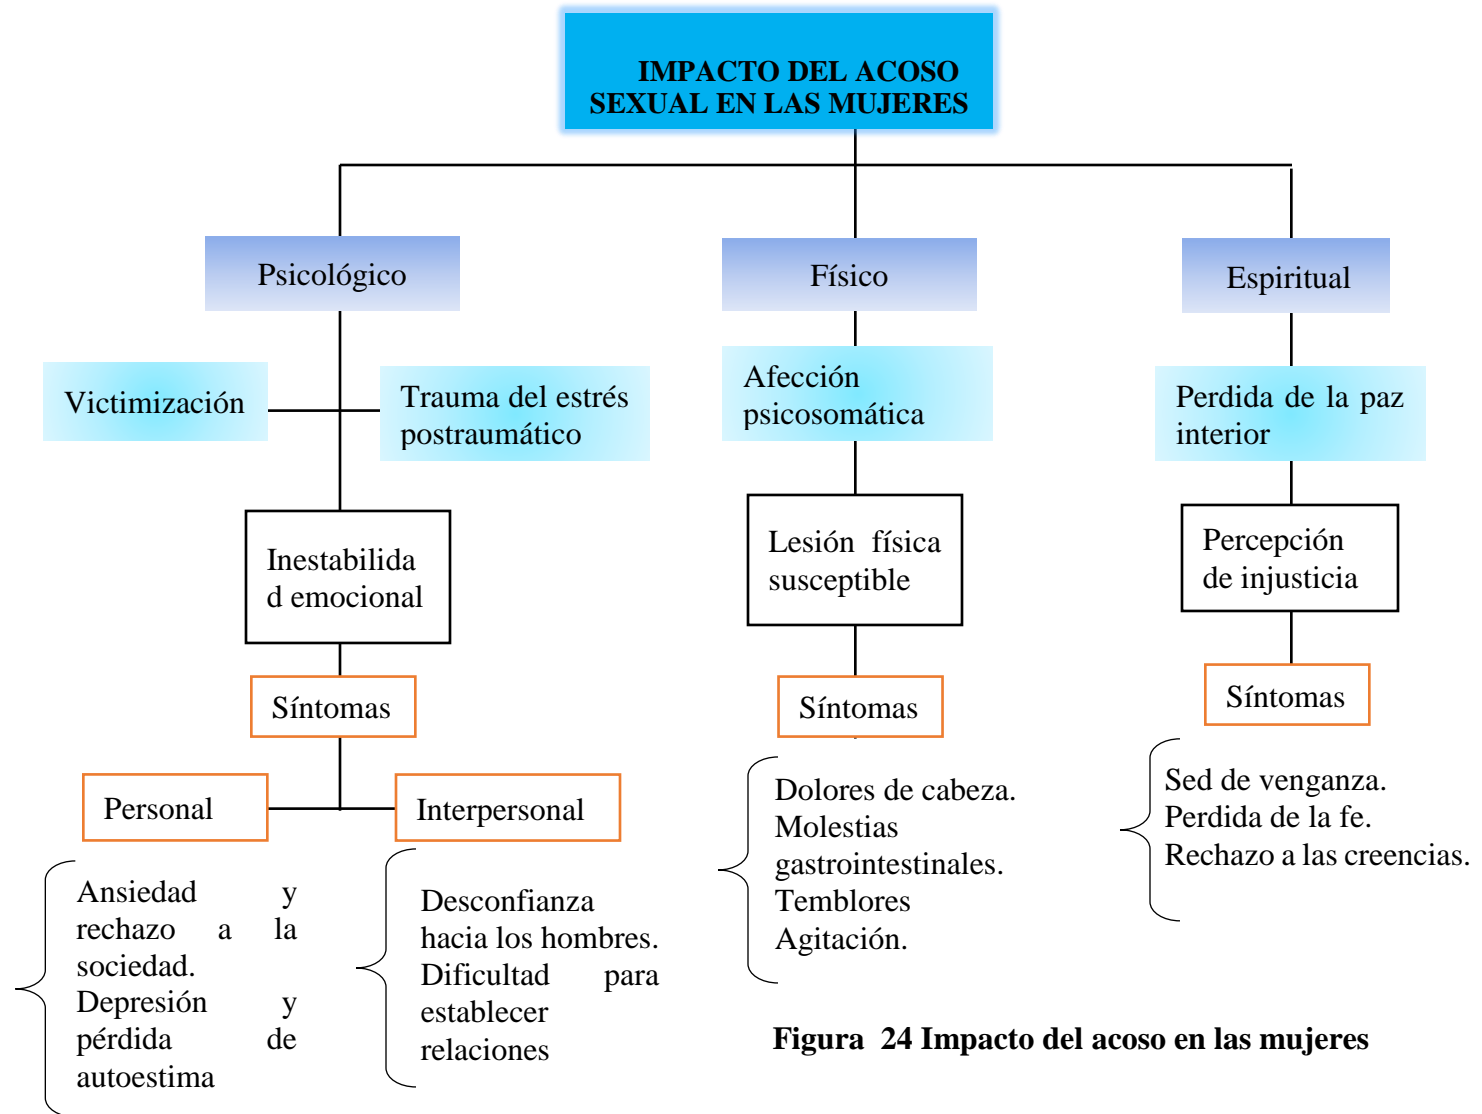 IMPACTO DEL ACOSO
SEXUAL EN LAS MUJERES
Psicológico
Físico
Espiritual
Victimización
Trauma del estrés
postraumático
Afección
psicosomática
Perdida de la paz
interior
Inestabilida
d emocional
Lesión física
susceptible
Percepción
de injusticia
Síntomas
Síntomas
Síntomas
Personal
Interpersonal
Ansiedad y
rechazo a la
sociedad.
Depresión y
pérdida de
autoestima
Desconfianza
hacia los hombres.
Dificultad para
establecer
relaciones
Dolores de cabeza.
Molestias
gastrointestinales.
Temblores
Agitación.
Sed de venganza.
Perdida de la fe.
Rechazo a las creencias.
Figura 24 Impacto del acoso en las mujeres